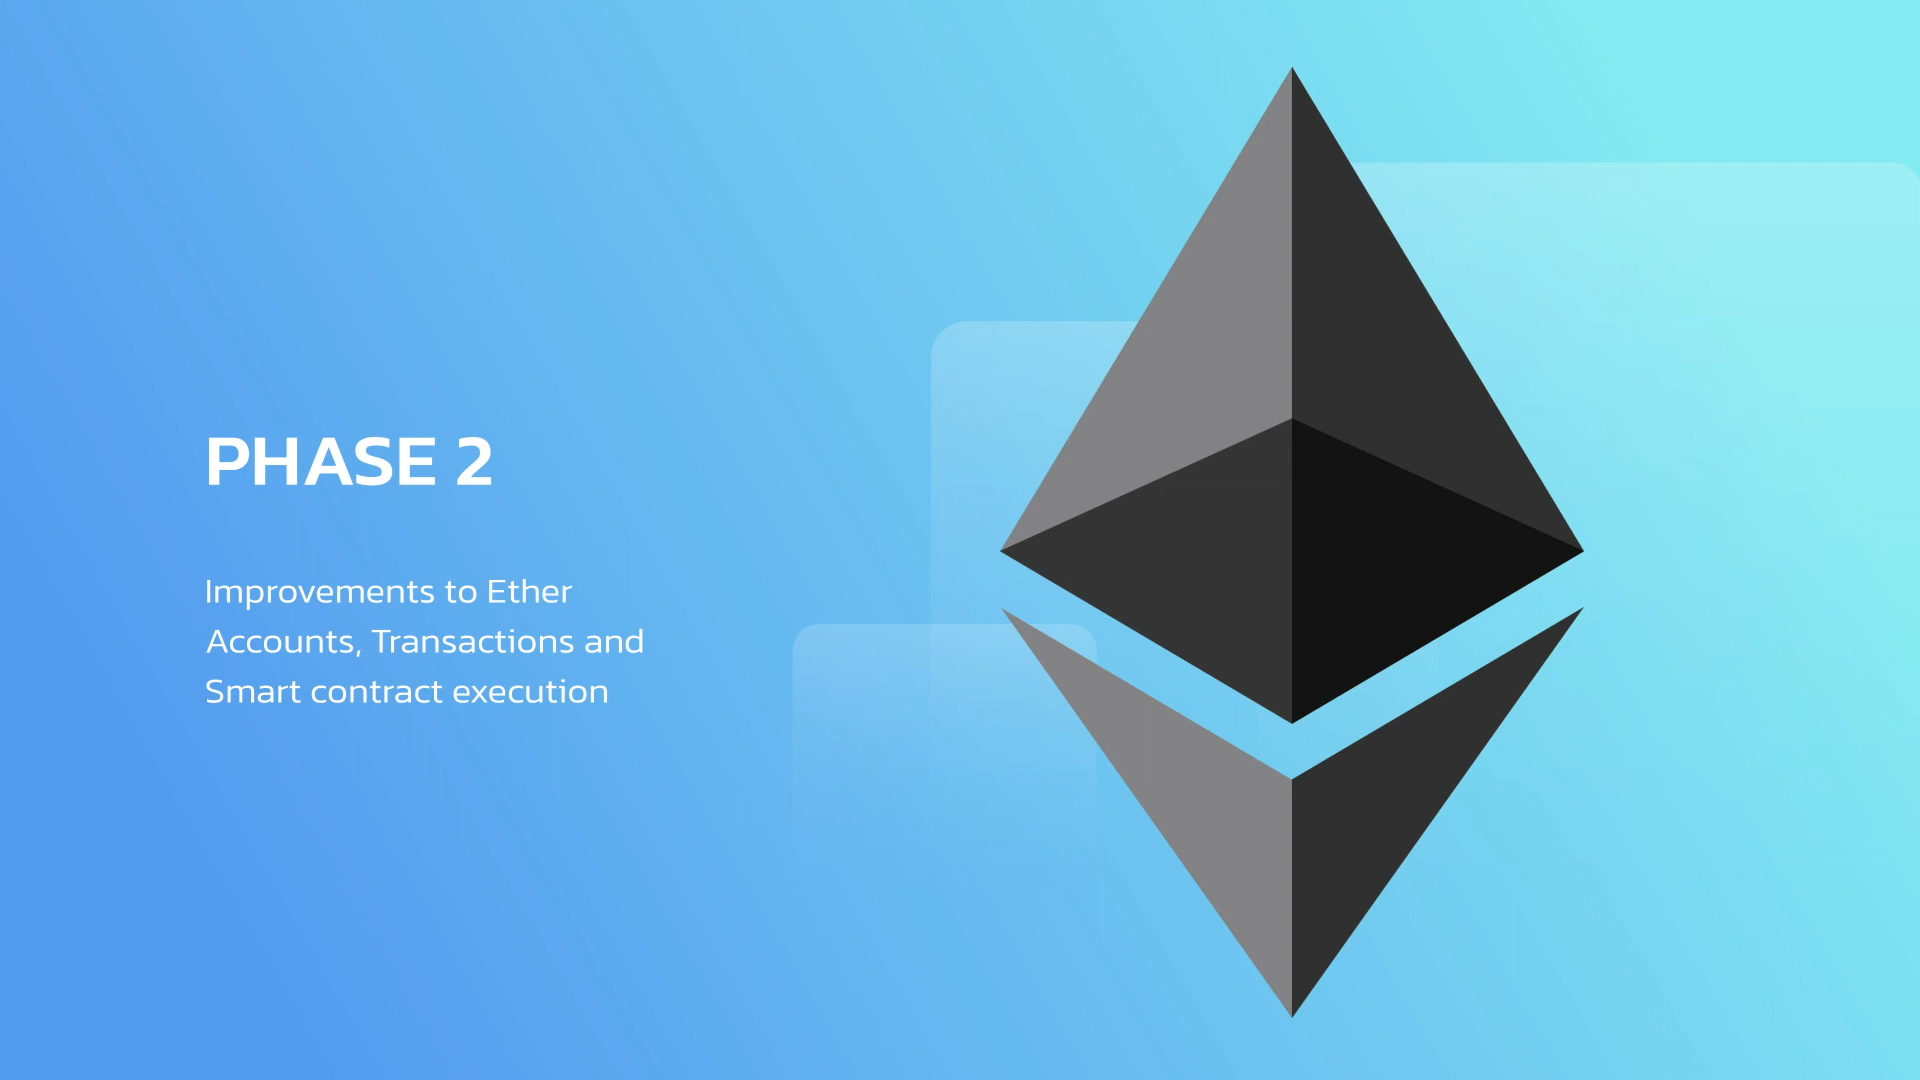 PHASE 2
Improvements to Ether
Accounts, Transactions and
Smart contract execution